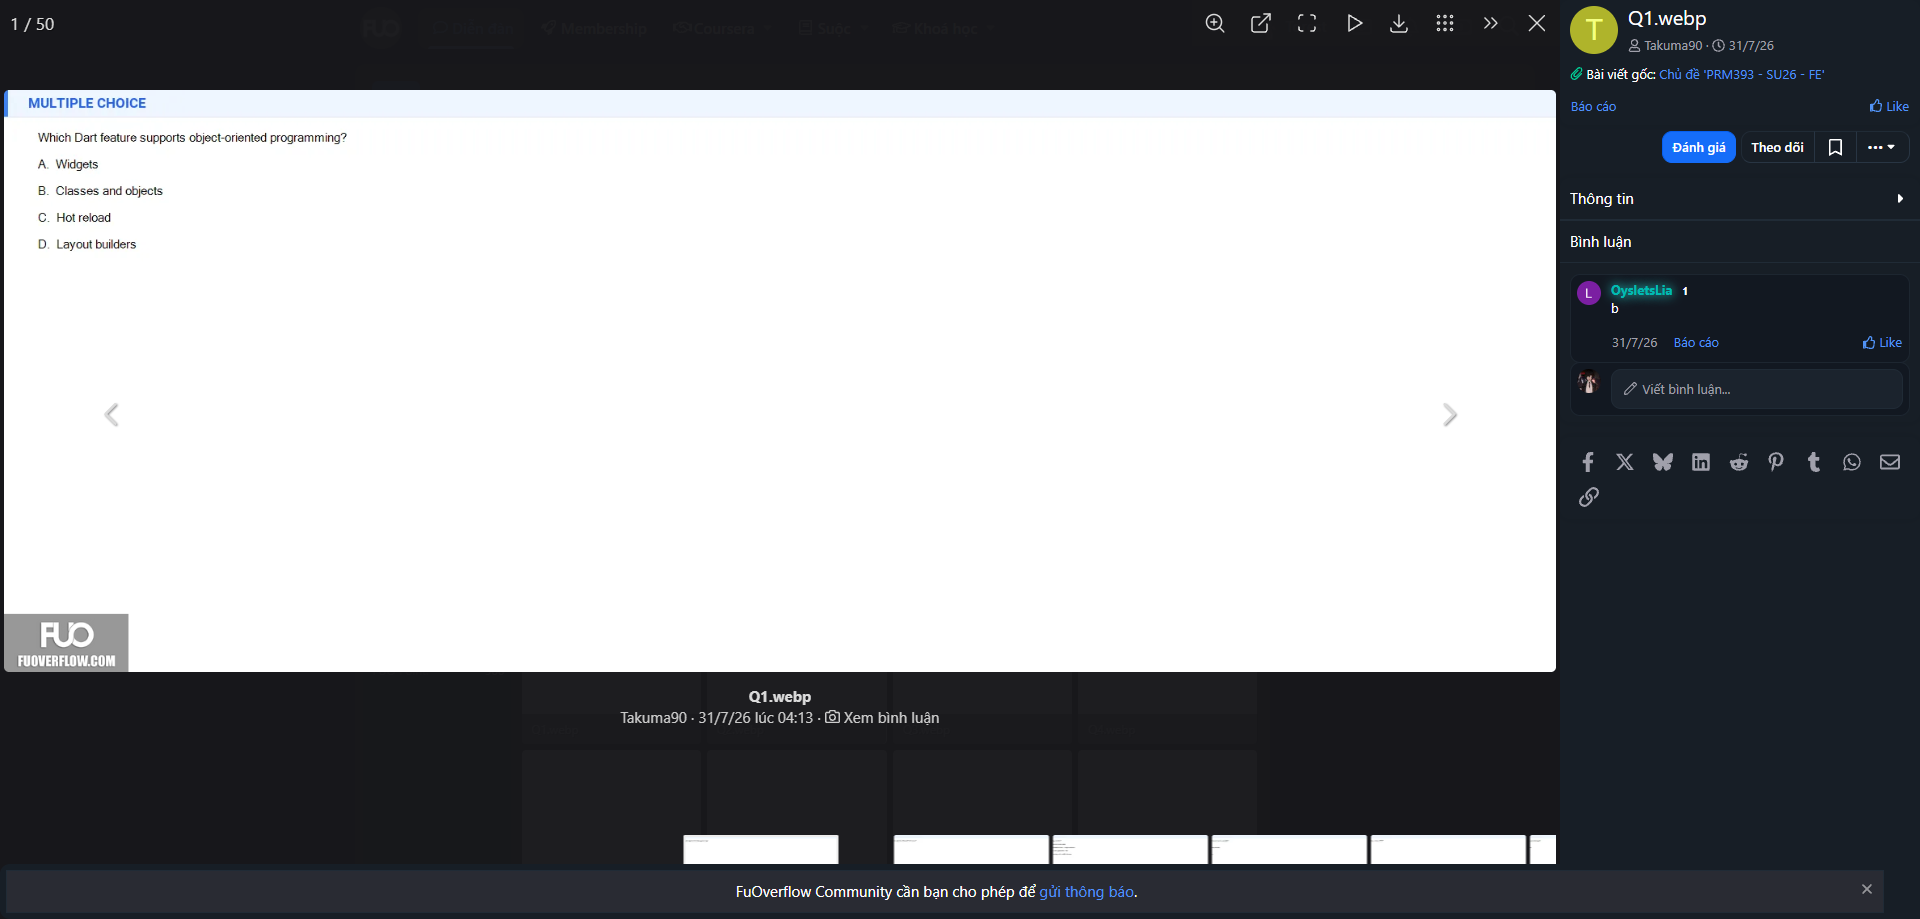 1 / 50
MULTIPLE CHOICE
Which Dart feature supports object-oriented programming?
A. Widgets
B. Classes and objects
C. Hot reload
D. Layout builders
FUO
FUOVERFLOW.COM
Q1.webp
Takuma90 · 31/7/26 lúc 04:13 · Xem bình luận
T
Q1.webp
Takuma90 · 31/7/26
Bài viết gốc: Chủ đề 'PRM393 - SU26 - FE'
Báo cáo
Like
Đánh giá
Theo dõi
Thông tin
Bình luận
L
OysletsLia 1
b
31/7/26 Báo cáo
Like
Viết bình luận...
FuOverflow Community cần bạn cho phép để gửi thông báo.